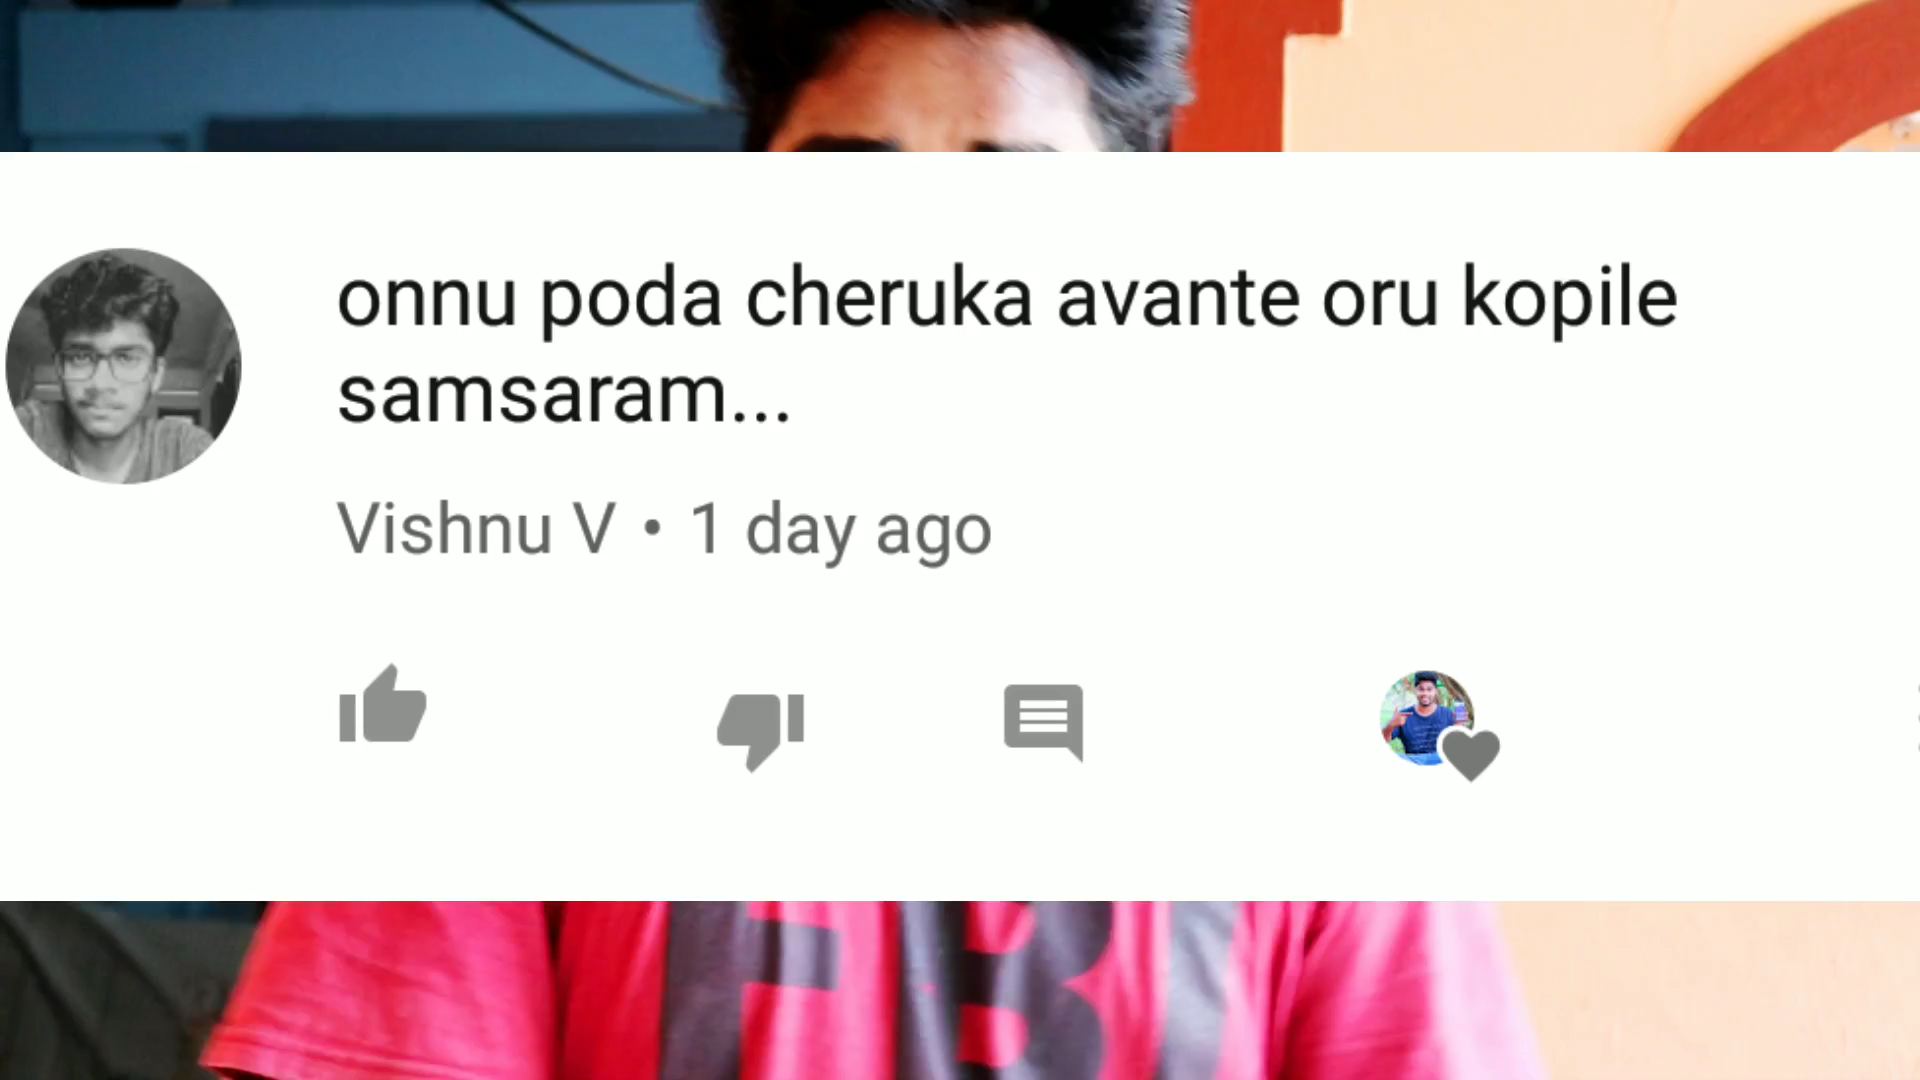 onnu poda cheruka avante oru kopile
samsaram...
Vishnu V • 1 day ago